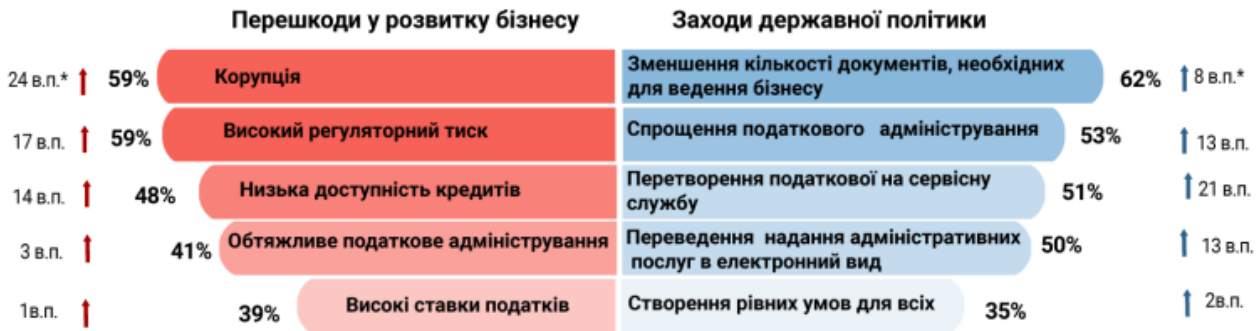 Перешкоди у розвитку бізнесу
Заходи державної політики
24 в.п.* 59% Корупція
Зменшення кількості документів, необхідних
для ведення бізнесу
62% 8 в.п.*
17 в.п. 59% Високий регуляторний тиск
Спрощення податкового адміністрування 53% 13 в.п.
14 в.п. 48% Низька доступність кредитів
Перетворення податкової на сервісну
службу
51% 21 в.п.
3 в.п. 41% Обтяжливе податкове адміністрування
Переведення надання адміністративних
послуг в електронний вид
50% 13 в.п.
1в.п. 39% Високі ставки податків
Створення рівних умов для всіх 35% 2в.п.